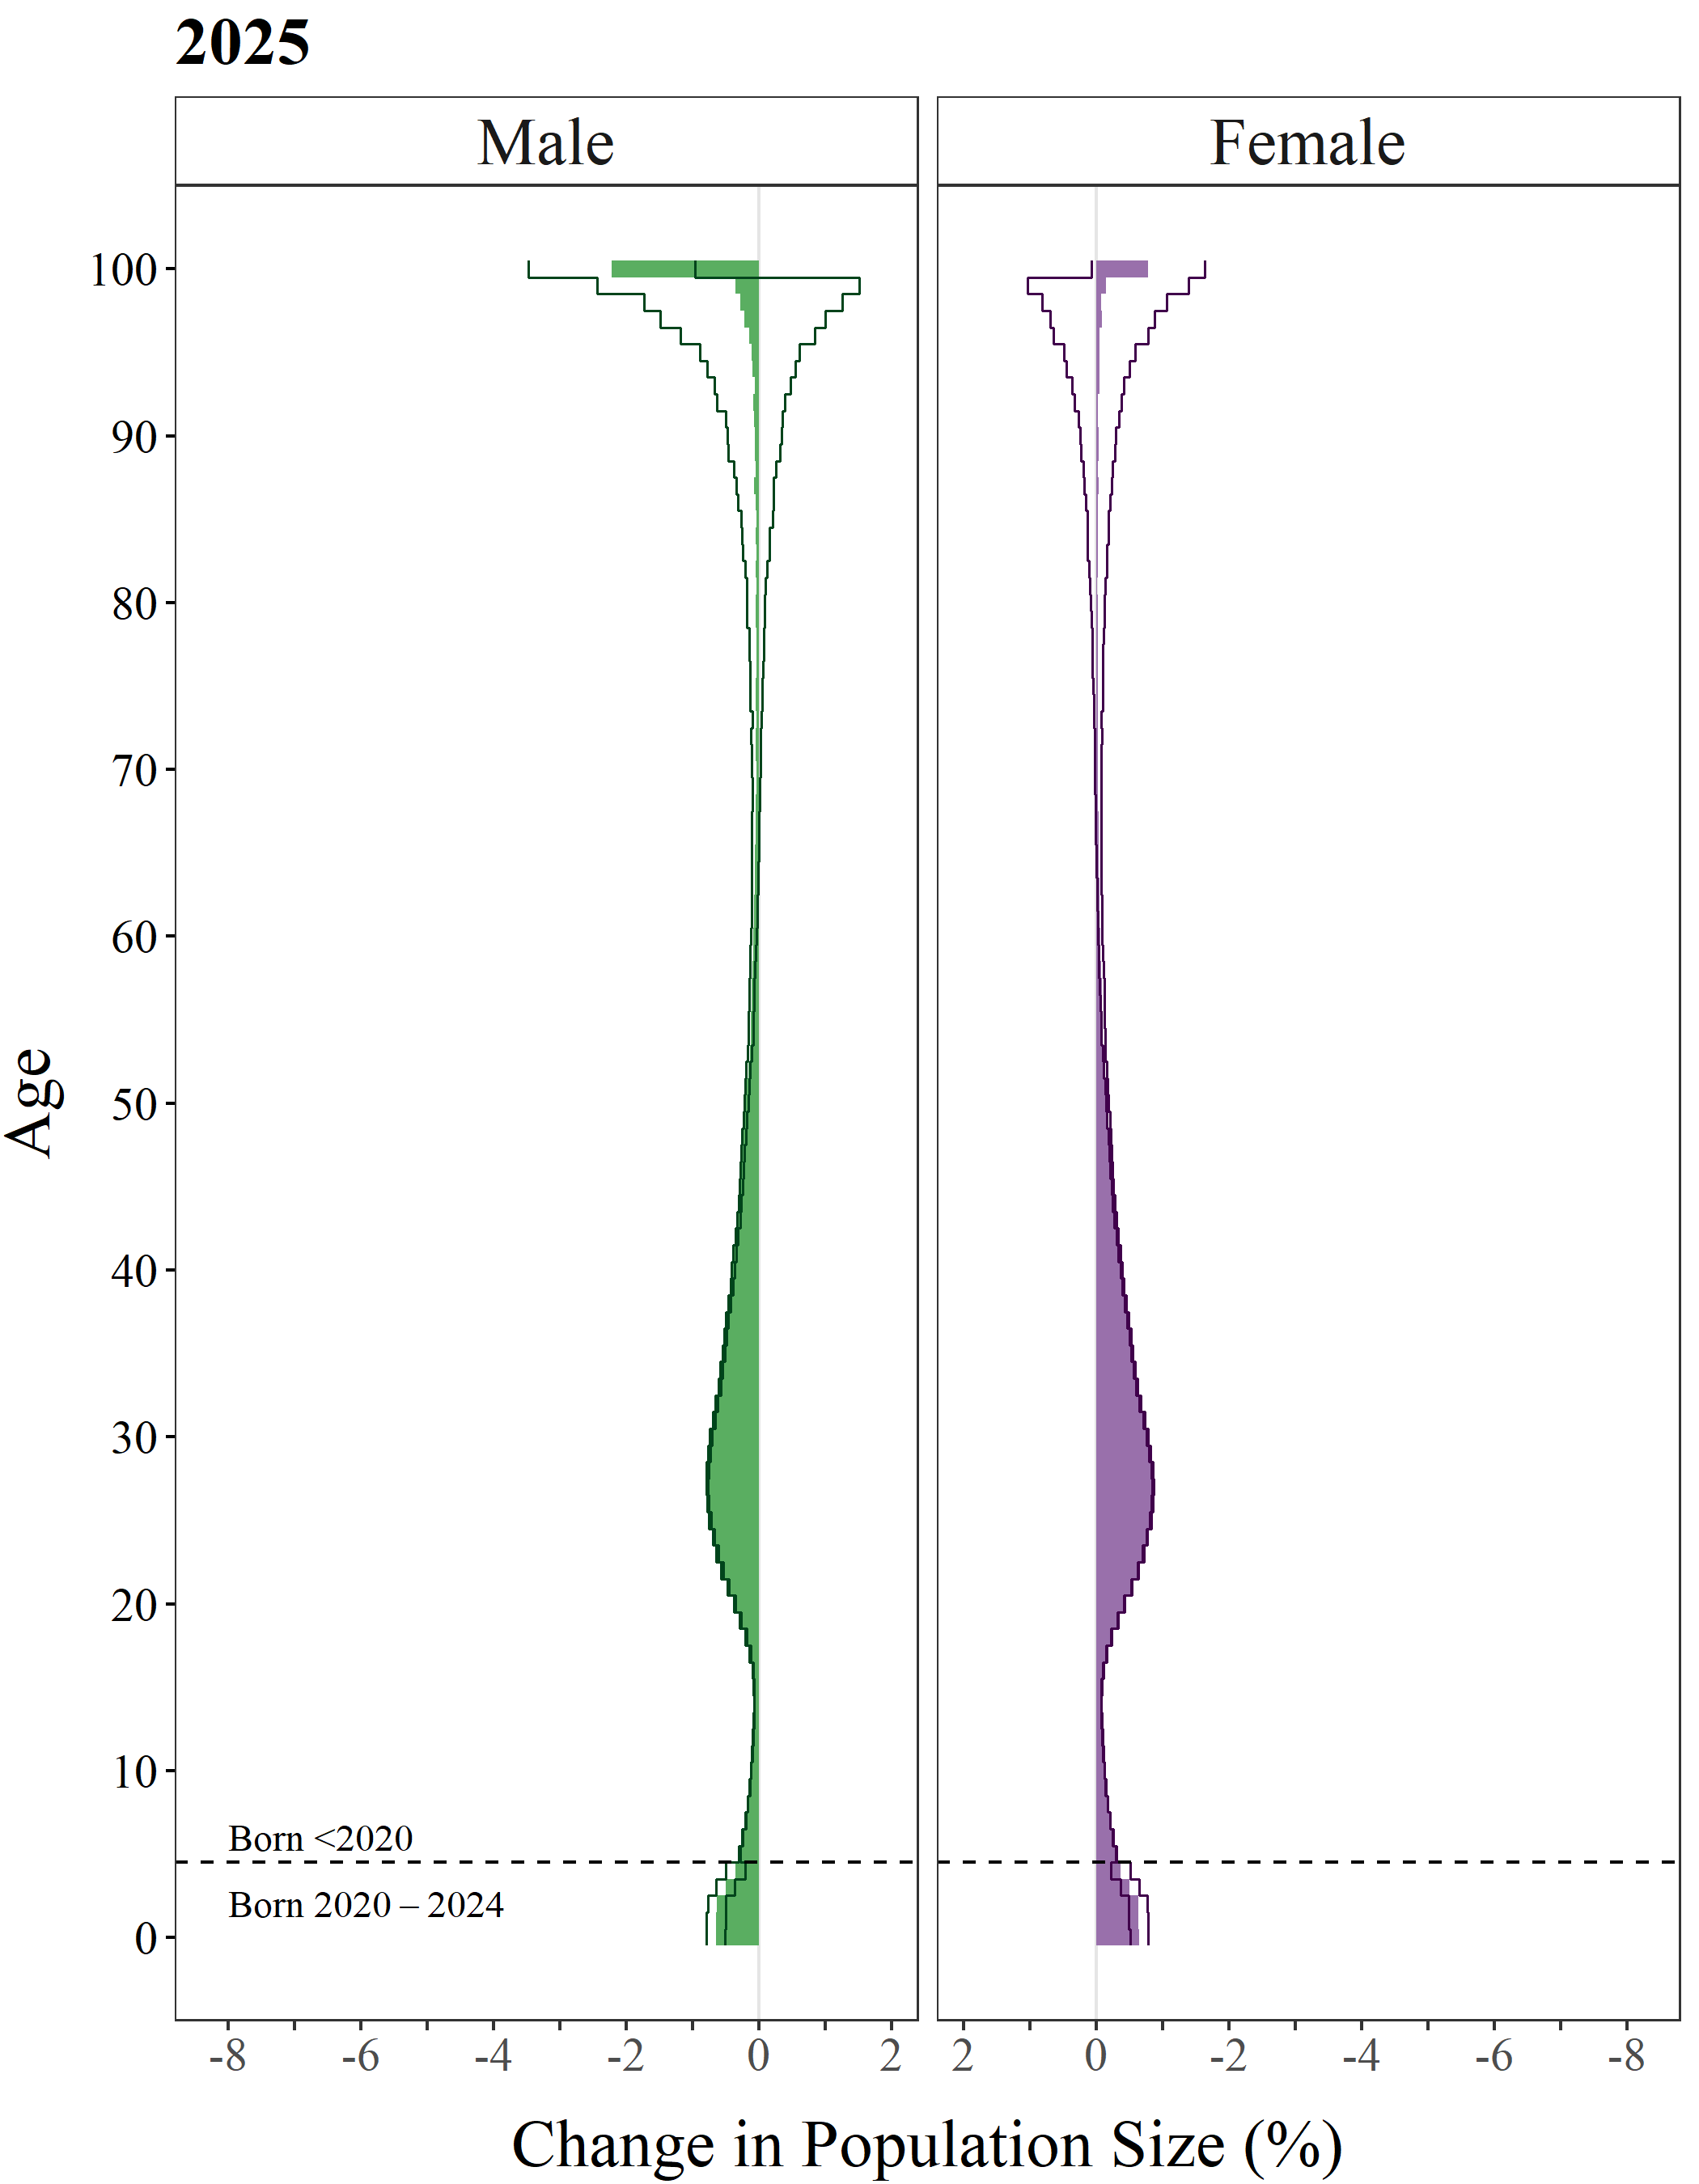 2025
Male Female
100
90
80
70
60
50
40
30
20
10
0
Age
Born <2020
Born 2020 – 2024
-8 -6 -4 -2 0 2 2 0 -2 -4 -6 -8
Change in Population Size (%)